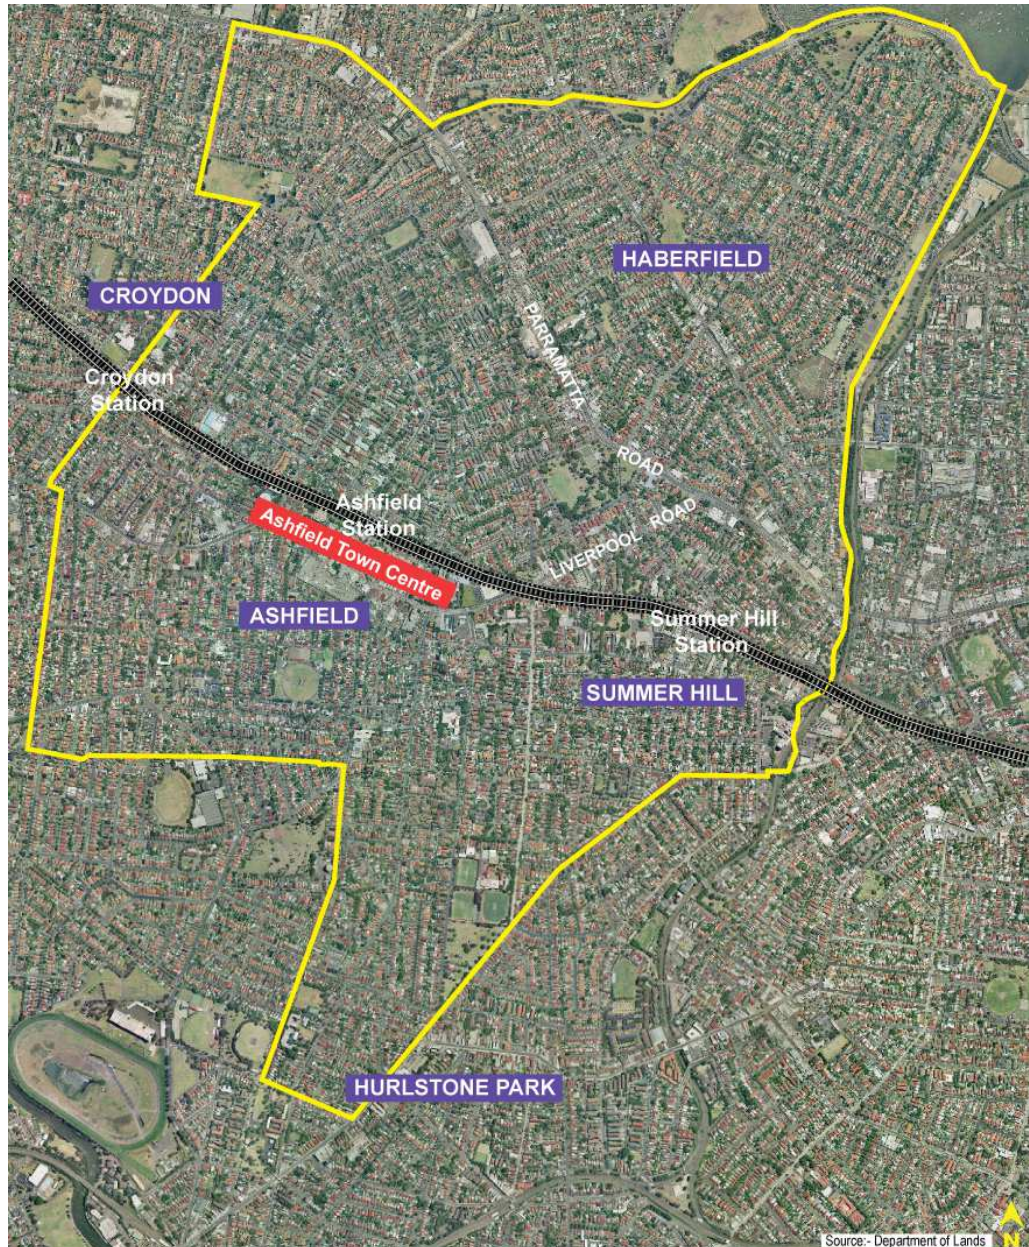 HABERFIELD
CROYDON
PARRAMATTA
ROAD
Croydon
Station
LIVERPOOL ROAD
Ashfield
Station
Ashfield Town Centre
ASHFIELD
Summer Hill
Station
SUMMER HILL
HURLSTONE PARK
N
Source:- Department of Lands